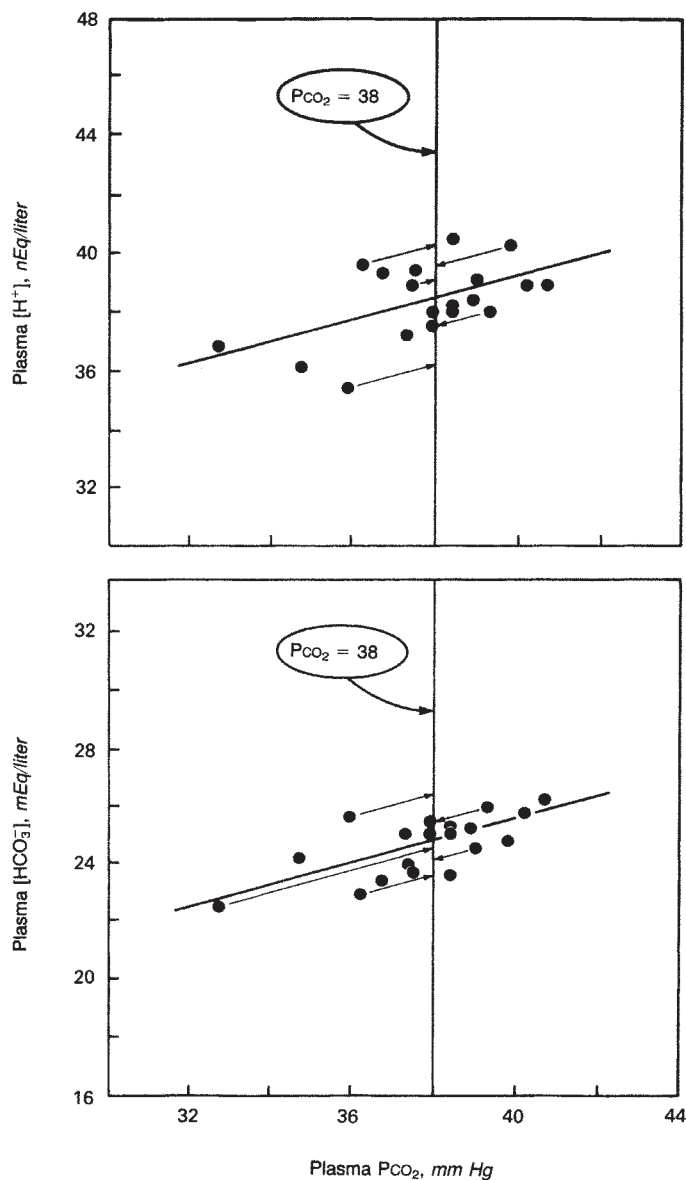 48
44
40
36
32
Plasma [H⁺], nEq/liter
PCO₂ = 38
32
28
24
20
16
Plasma [HCO₃⁻], mEq/liter
PCO₂ = 38
32
36
40
44
Plasma PCO₂, mm Hg